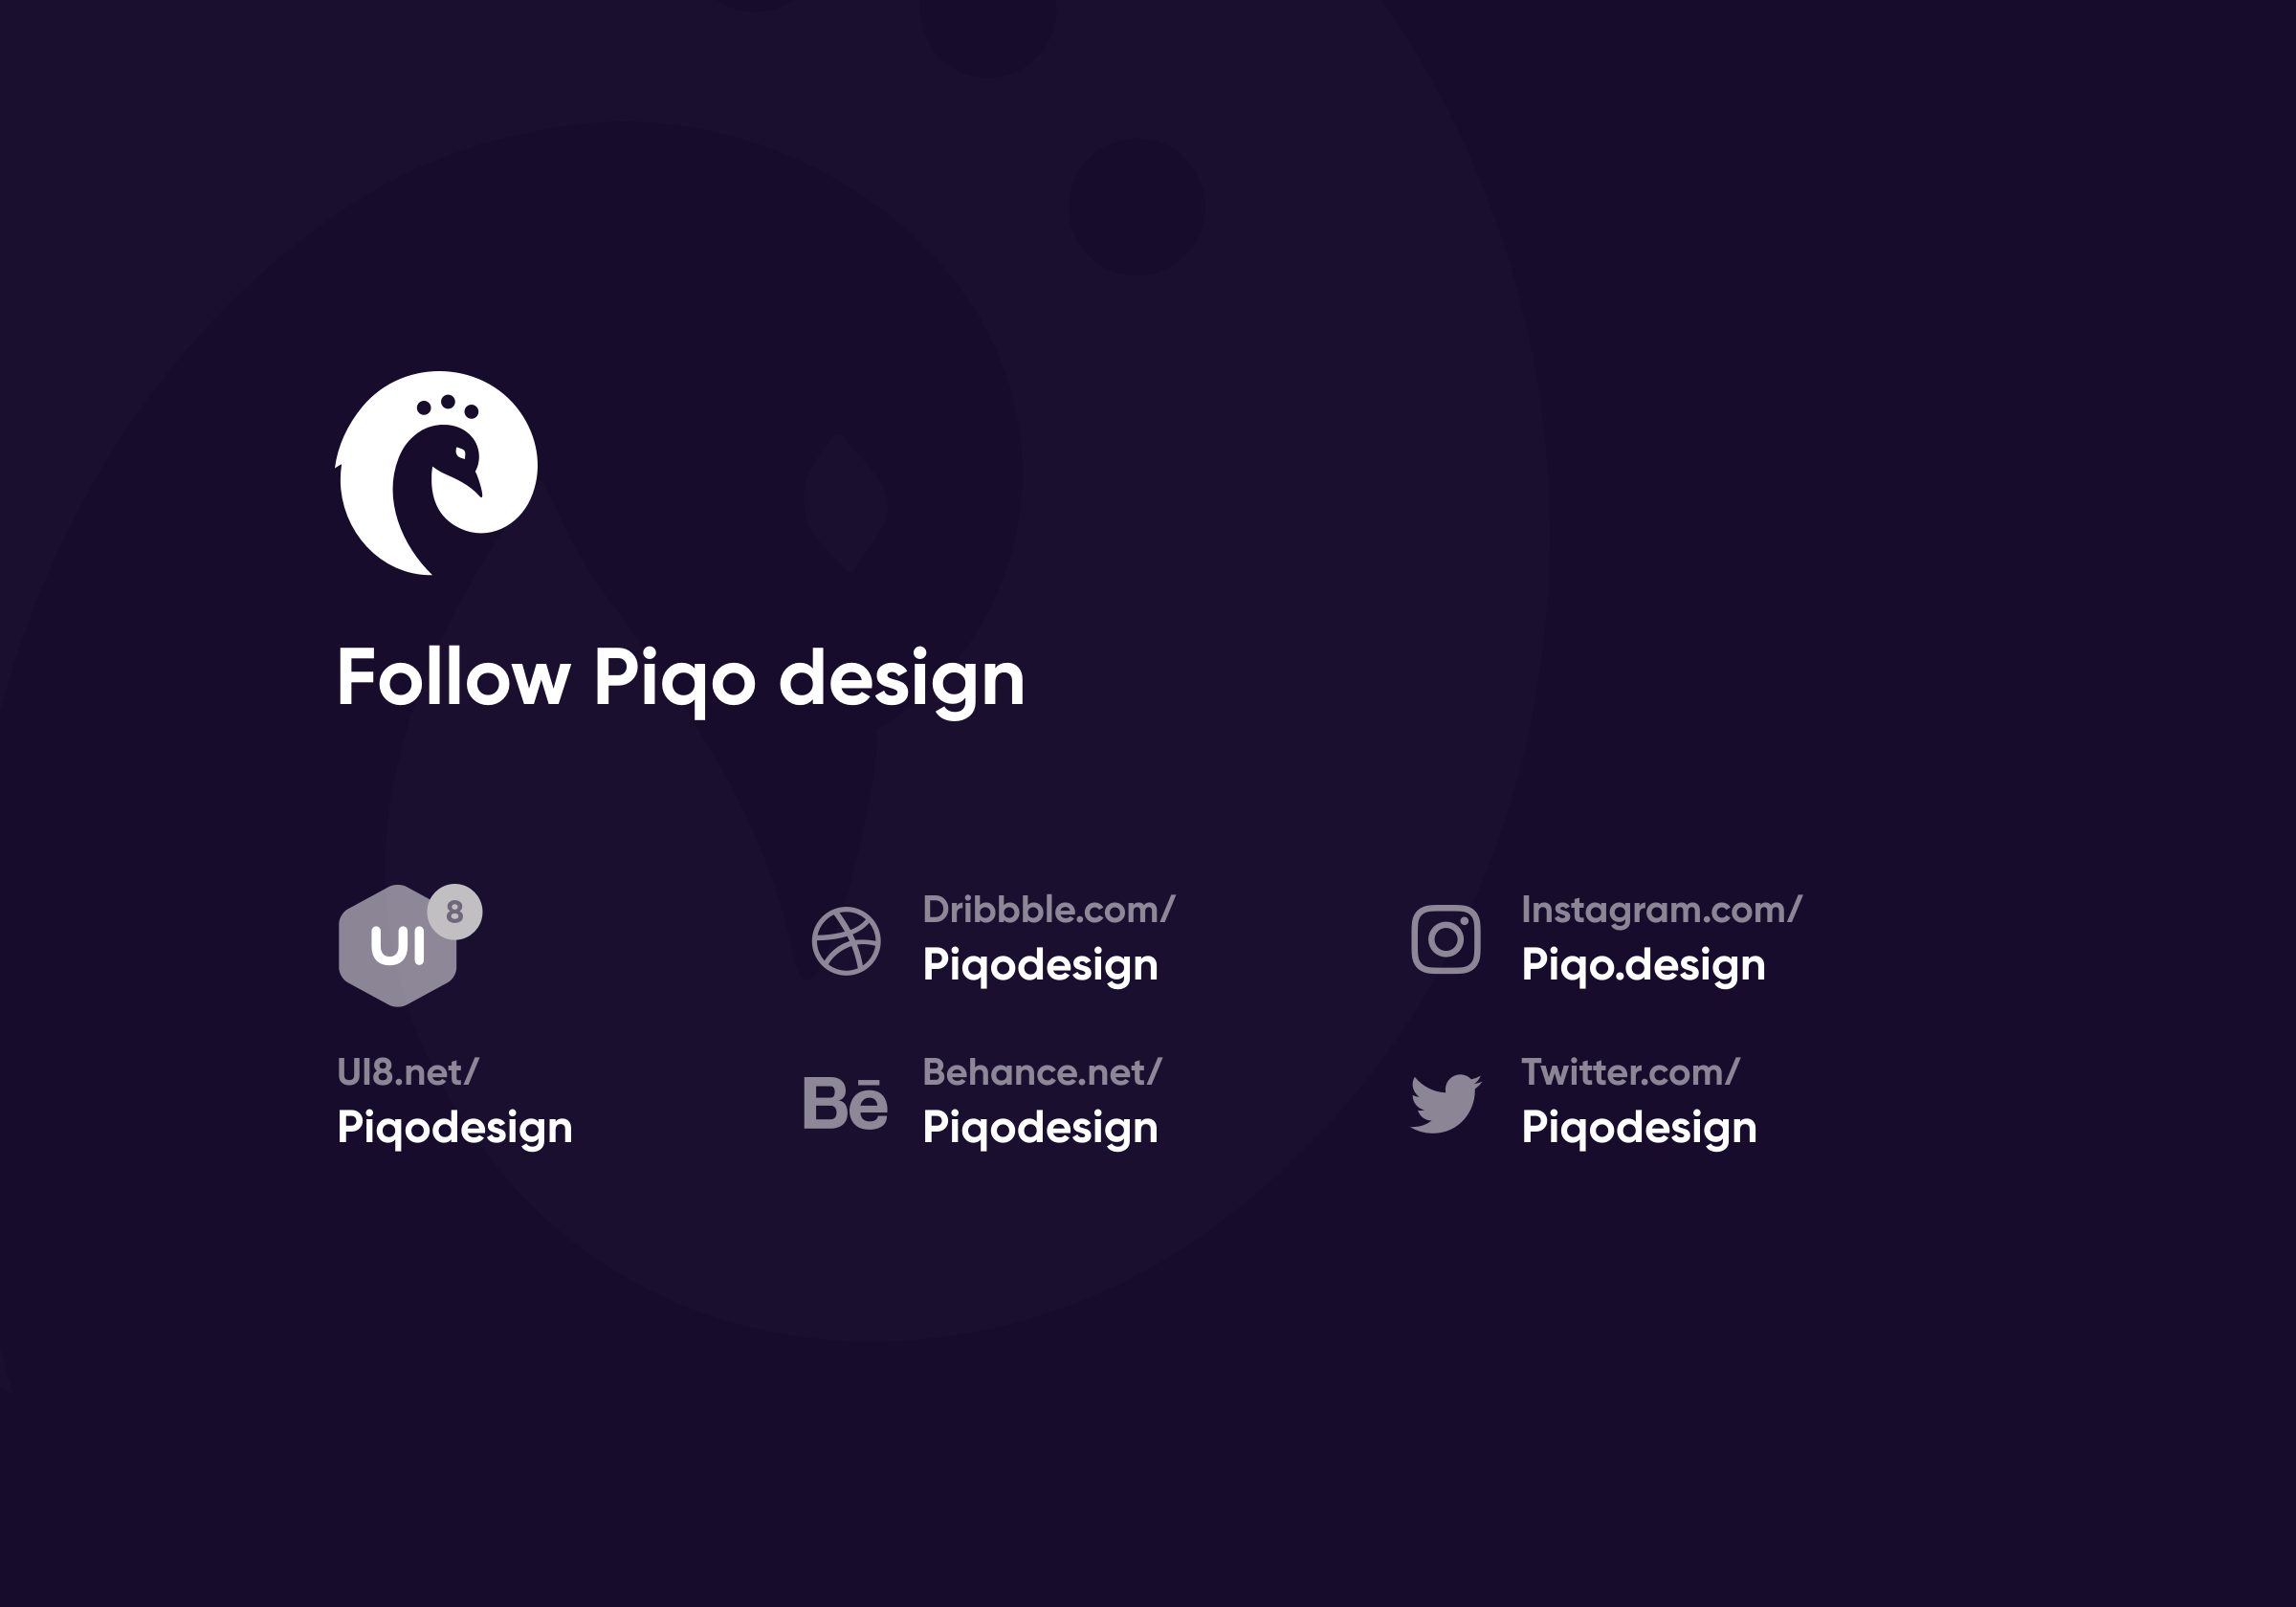 Follow Piqo design
UI 8
UI8.net/
Piqodesign
Dribbble.com/
Piqodesign
Behance.net/
Bē
Piqodesign
Instagram.com/
Piqo.design
Twitter.com/
Piqodesign